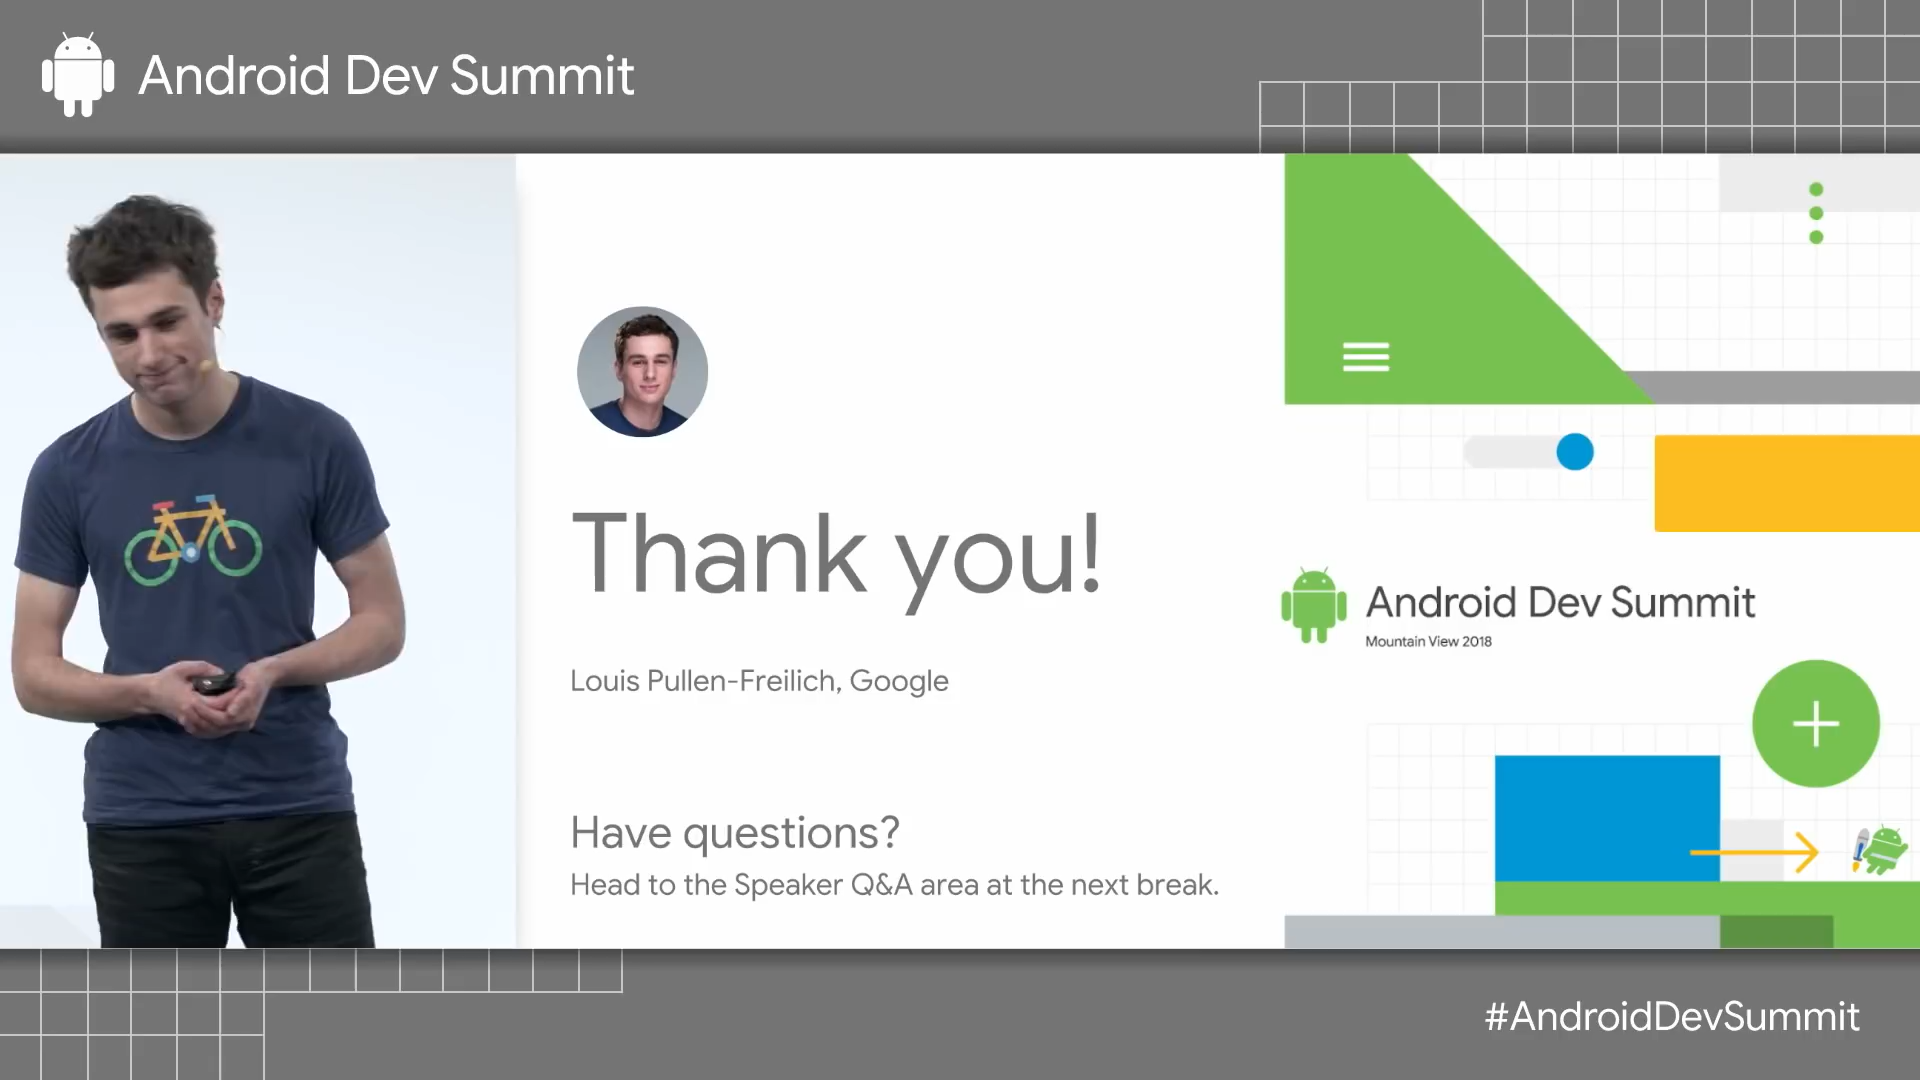 Android Dev Summit
Thank you!
Louis Pullen-Freilich, Google
Have questions?
Head to the Speaker Q&A area at the next break.
Android Dev Summit
Mountain View 2018
#AndroidDevSummit